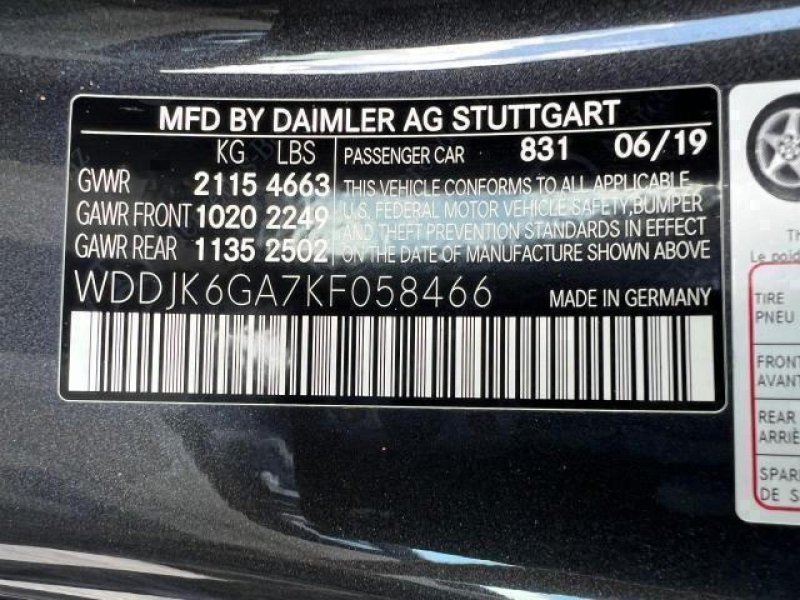 MFD BY DAIMLER AG STUTTGART
KG LBS
PASSENGER CAR 831 06/19
GVWR 2115 4663
GAWR FRONT 1020 2249
GAWR REAR 1135 2502
THIS VEHICLE CONFORMS TO ALL APPLICABLE
U.S. FEDERAL MOTOR VEHICLE SAFETY,BUMPER
AND THEFT PREVENTION STANDARDS IN EFFECT
ON THE DATE OF MANUFACTURE SHOWN ABOVE
WDDJK6GA7KF058466 MADE IN GERMANY
Le poid
TIRE
PNEU
FRONT
AVANT
REAR
ARRIÈ
SPAR
DE S